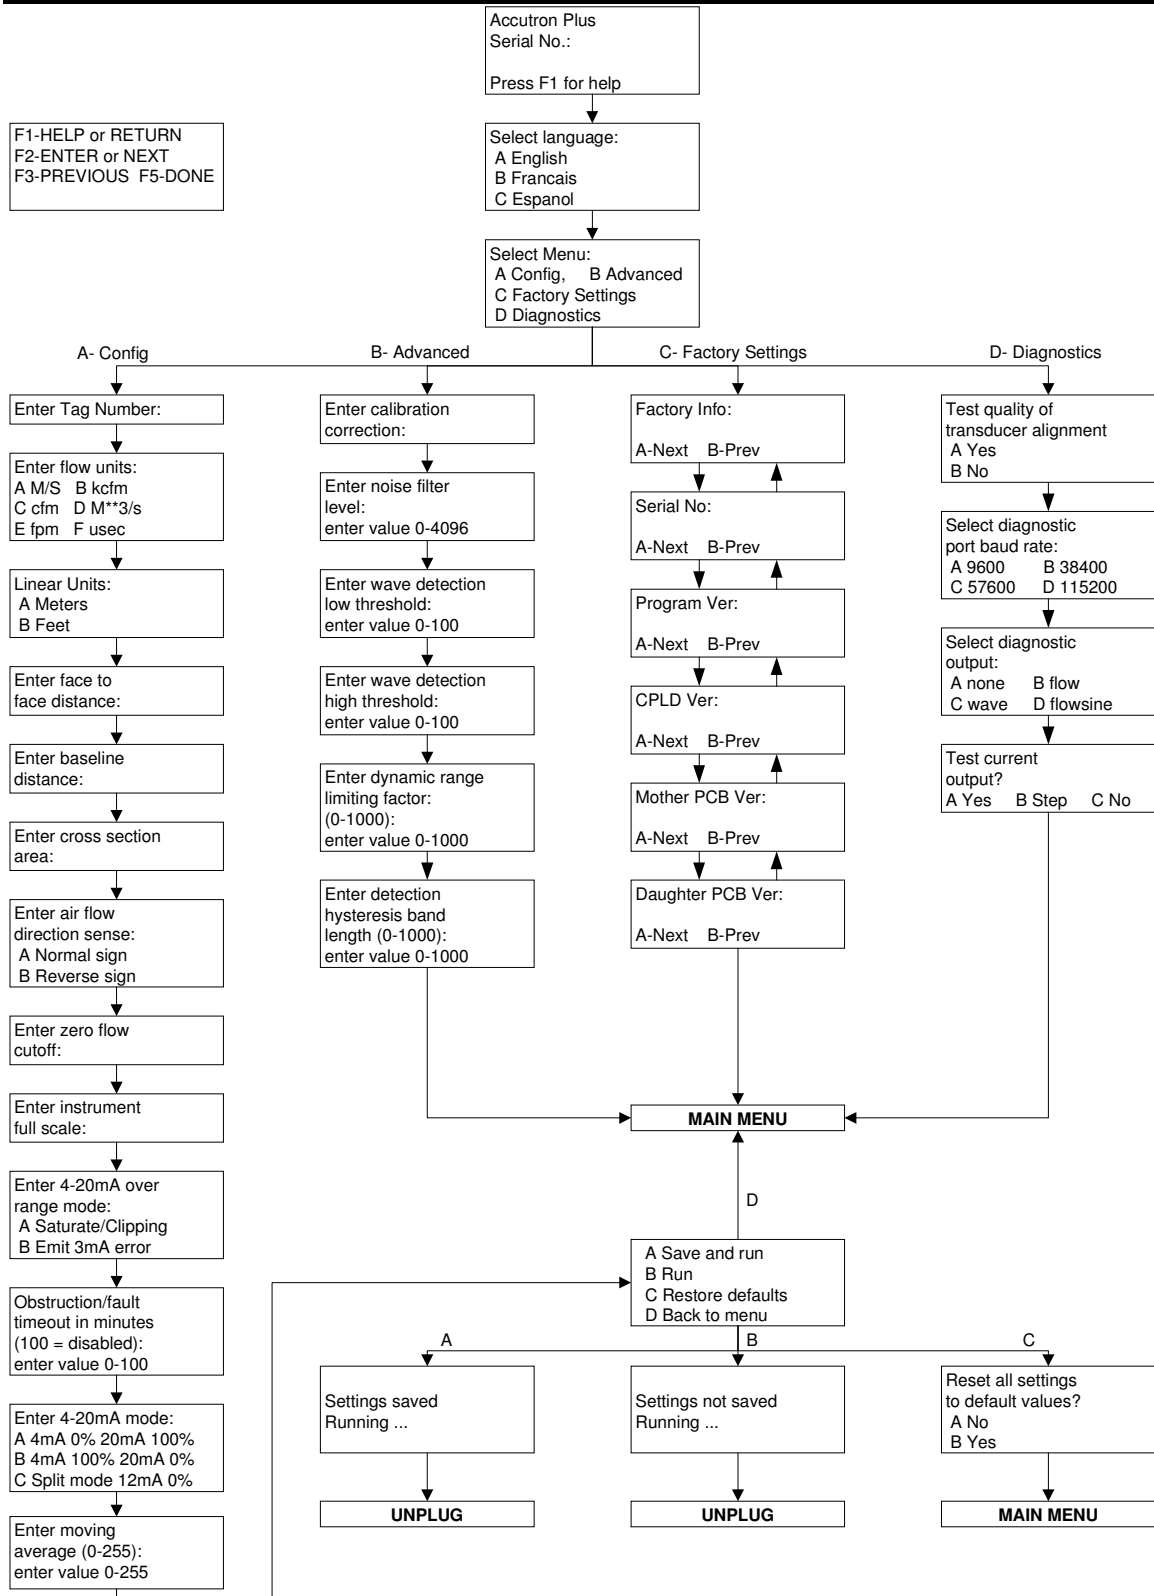 Accutron Plus
Serial No.:
Press F1 for help
F1-HELP or RETURN
F2-ENTER or NEXT
F3-PREVIOUS F5-DONE
Select language:
A English
B Francais
C Espanol
Select Menu:
A Config, B Advanced
C Factory Settings
D Diagnostics
A- Config
B- Advanced
C- Factory Settings
D- Diagnostics
Enter Tag Number:
Enter flow units:
A M/S B kcfm
C cfm D M**3/s
E fpm F usec
Linear Units:
A Meters
B Feet
Enter face to
face distance:
Enter baseline
distance:
Enter cross section
area:
Enter air flow
direction sense:
A Normal sign
B Reverse sign
Enter zero flow
cutoff:
Enter instrument
full scale:
Enter 4-20mA over
range mode:
A Saturate/Clipping
B Emit 3mA error
Obstruction/fault
timeout in minutes
(100 = disabled):
enter value 0-100
Enter 4-20mA mode:
A 4mA 0% 20mA 100%
B 4mA 100% 20mA 0%
C Split mode 12mA 0%
Enter moving
average (0-255):
enter value 0-255
Enter calibration
correction:
Enter noise filter
level:
enter value 0-4096
Enter wave detection
low threshold:
enter value 0-100
Enter wave detection
high threshold:
enter value 0-100
Enter dynamic range
limiting factor:
(0-1000):
enter value 0-1000
Enter detection
hysteresis band
length (0-1000):
enter value 0-1000
Factory Info:
A-Next B-Prev
Serial No:
A-Next B-Prev
Program Ver:
A-Next B-Prev
CPLD Ver:
A-Next B-Prev
Mother PCB Ver:
A-Next B-Prev
Daughter PCB Ver:
A-Next B-Prev
Test quality of
transducer alignment
A Yes
B No
Select diagnostic
port baud rate:
A 9600 B 38400
C 57600 D 115200
Select diagnostic
output:
A none B flow
C wave D flowsine
Test current
output?
A Yes B Step C No
MAIN MENU
D
A Save and run
B Run
C Restore defaults
D Back to menu
A
B
C
Settings saved
Running ...
Settings not saved
Running ...
Reset all settings
to default values?
A No
B Yes
UNPLUG
UNPLUG
MAIN MENU